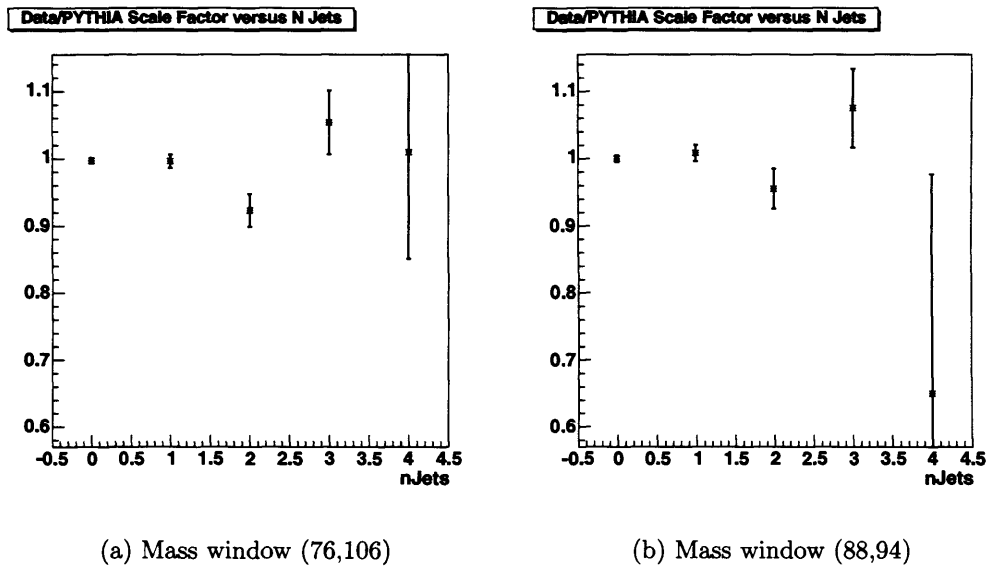 Data/PYTHIA Scale Factor versus N Jets
1.1
1
0.9
0.8
0.7
0.6
-0.5 0 0.5 1 1.5 2 2.5 3 3.5 4 4.5
nJets
(a) Mass window (76,106)
Data/PYTHIA Scale Factor versus N Jets
1.1
1
0.9
0.8
0.7
0.6
-0.5 0 0.5 1 1.5 2 2.5 3 3.5 4 4.5
nJets
(b) Mass window (88,94)